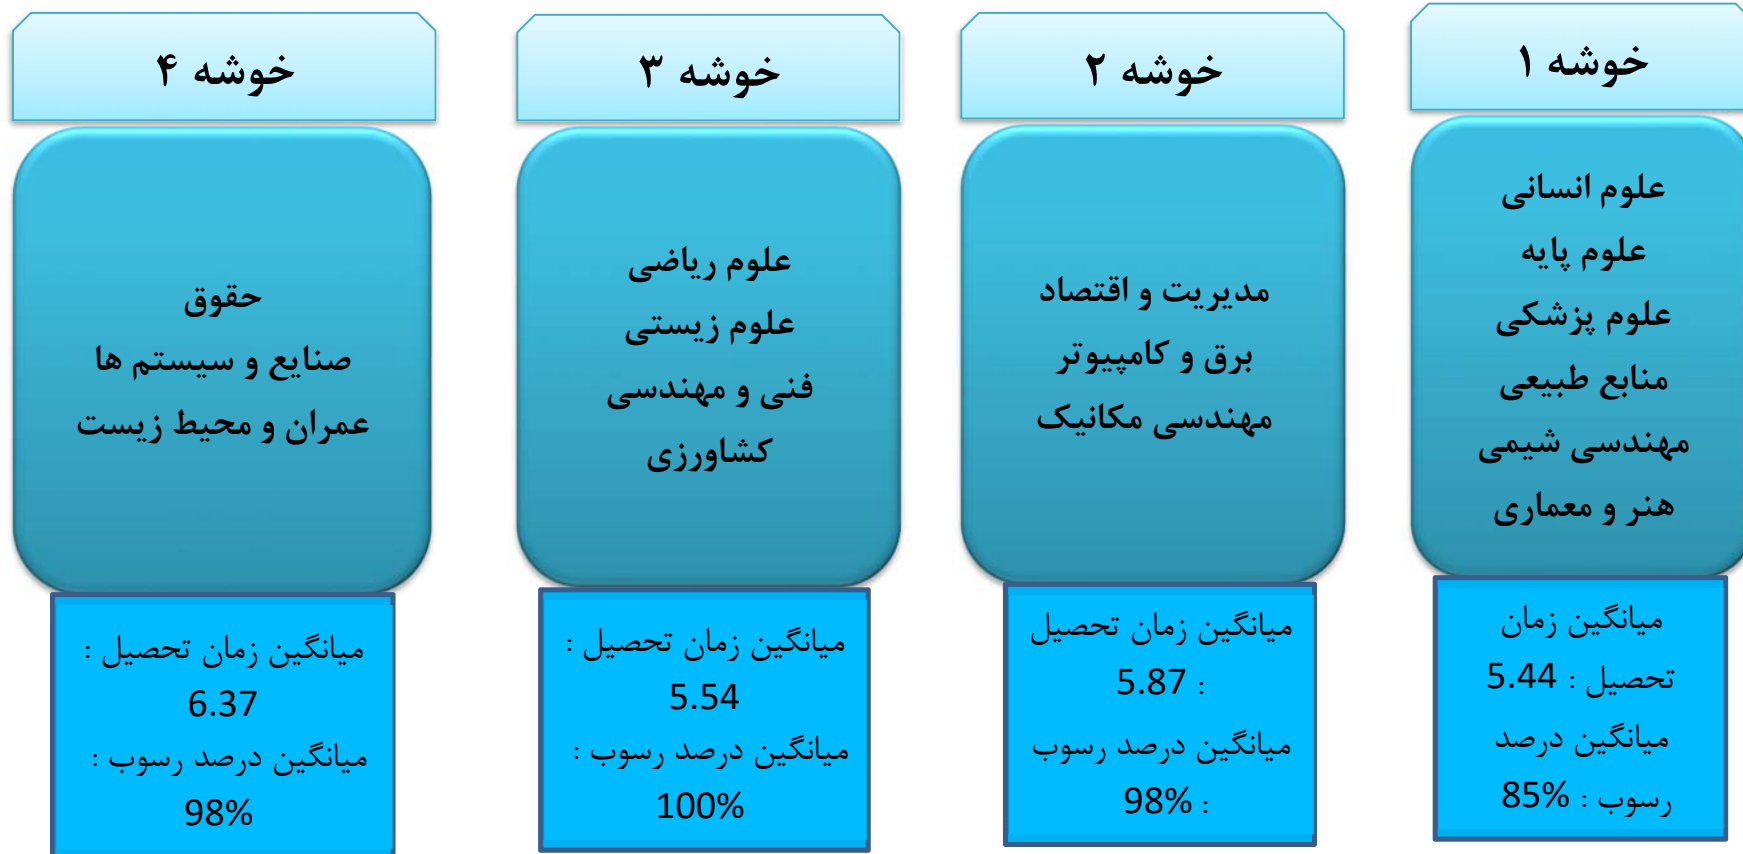 خوشه ۱
علوم انسانی
علوم پایه
علوم پزشکی
منابع طبیعی
مهندسی شیمی
هنر و معماری
میانگین زمان
تحصیل : 5.44
میانگین درصد
رسوب : 85%
خوشه ۲
مدیریت و اقتصاد
برق و کامپیوتر
مهندسی مکانیک
میانگین زمان تحصیل
: 5.87
میانگین درصد رسوب
: 98%
خوشه ۳
علوم ریاضی
علوم زیستی
فنی و مهندسی
کشاورزی
میانگین زمان تحصیل :
5.54
میانگین درصد رسوب :
100%
خوشه ۴
حقوق
صنایع و سیستم ها
عمران و محیط زیست
میانگین زمان تحصیل :
6.37
میانگین درصد رسوب :
98%